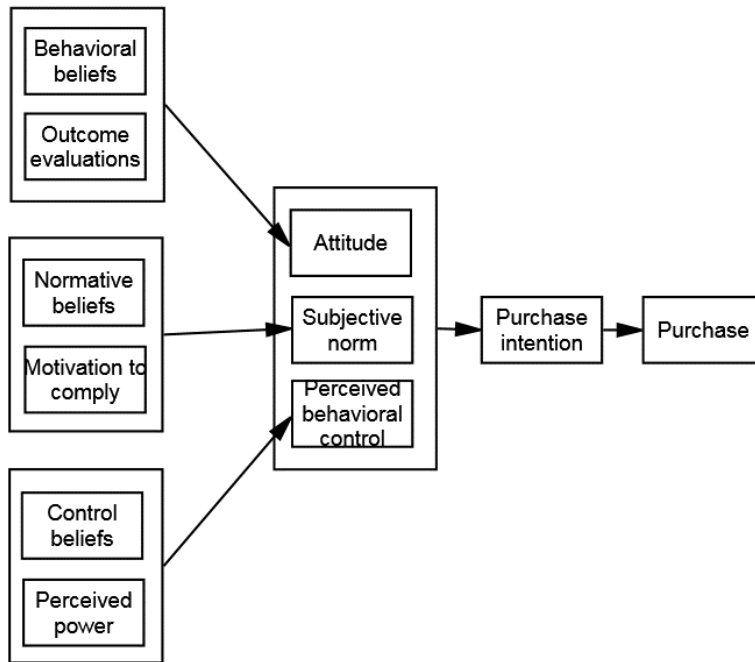 Behavioral
beliefs
Outcome
evaluations
Normative
beliefs
Motivation to
comply
Control
beliefs
Perceived
power
Attitude
Subjective
norm
Perceived
behavioral
control
Purchase
intention
Purchase